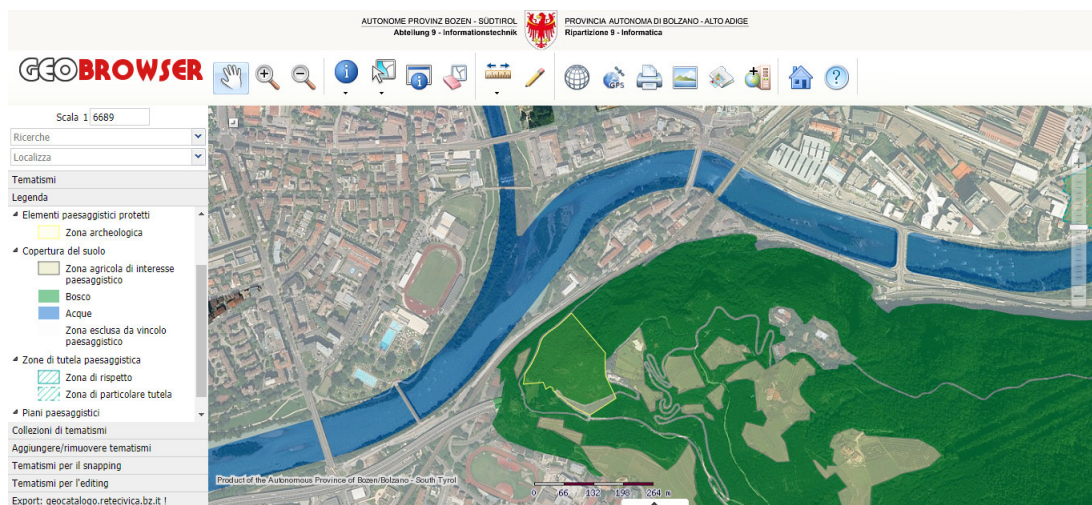 AUTONOME PROVINZ BOZEN - SÜDTIROL
Abteilung 9 - Informationstechnik
PROVINCIA AUTONOMA DI BOLZANO - ALTO ADIGE
Ripartizione 9 - Informatica
GEOBROWSER
GPS
Scala 1 6689
Ricerche
Localizza
Tematismi
Legenda
Elementi paesaggistici protetti
Zona archeologica
Copertura del suolo
Zona agricola di interesse
paesaggistico
Bosco
Acque
Zona esclusa da vincolo
paesaggistico
Zone di tutela paesaggistica
Zona di rispetto
Zona di particolare tutela
Piani paesaggistici
Collezioni di tematismi
Aggiungere/rimuovere tematismi
Tematismi per il snapping
Tematismi per l'editing
Export: geocatalogo.retecivica.bz.it !
Product of the Autonomous Province of Bozen/Bolzano - South Tyrol
0 66 132 198 264 m